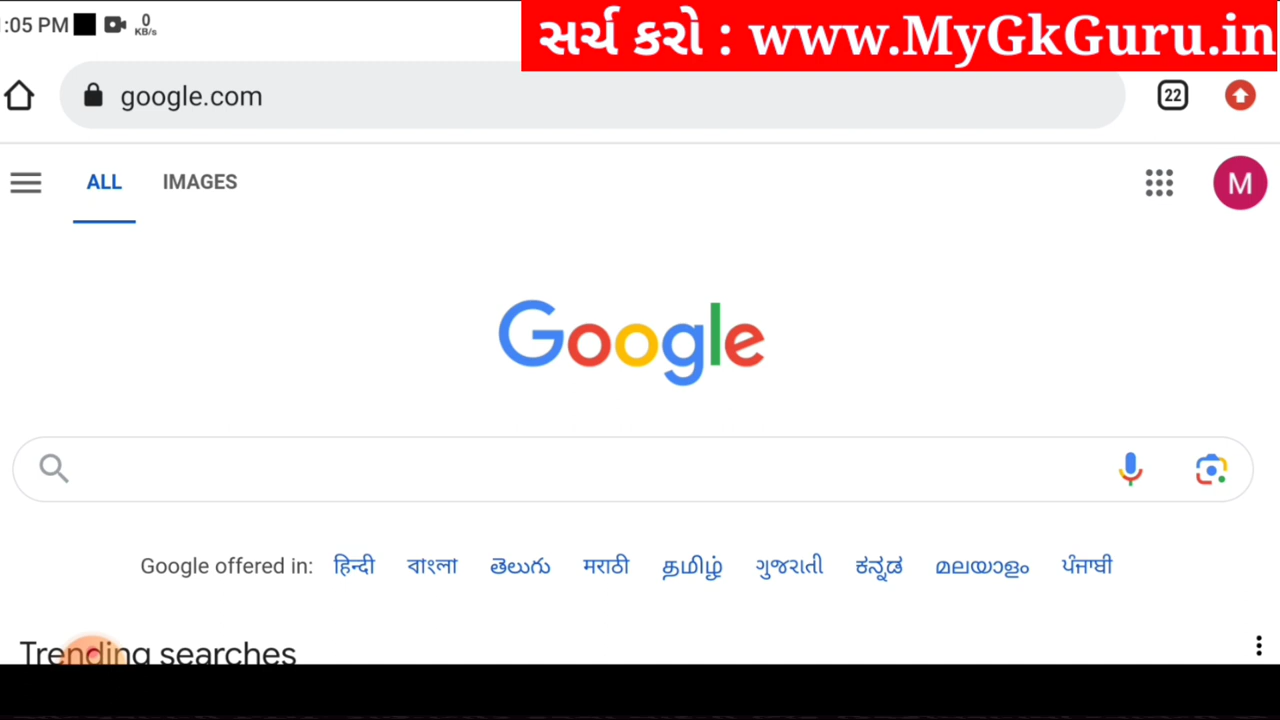 :05 PM 0 KB/s
સર્ચ કરો : www.MyGkGuru.in
google.com 22
ALL IMAGES M
Google
Google offered in: हिन्दी বাংলা తెలుగు मराठी தமிழ் ગુજરાતી ಕನ್ನಡ മലയാളം ਪੰਜਾਬੀ
Trending searches